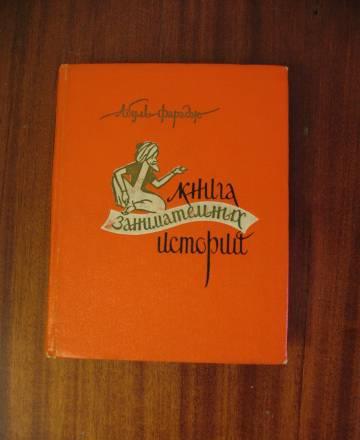 Абуль-Фарадж
книга
занимательных
историй